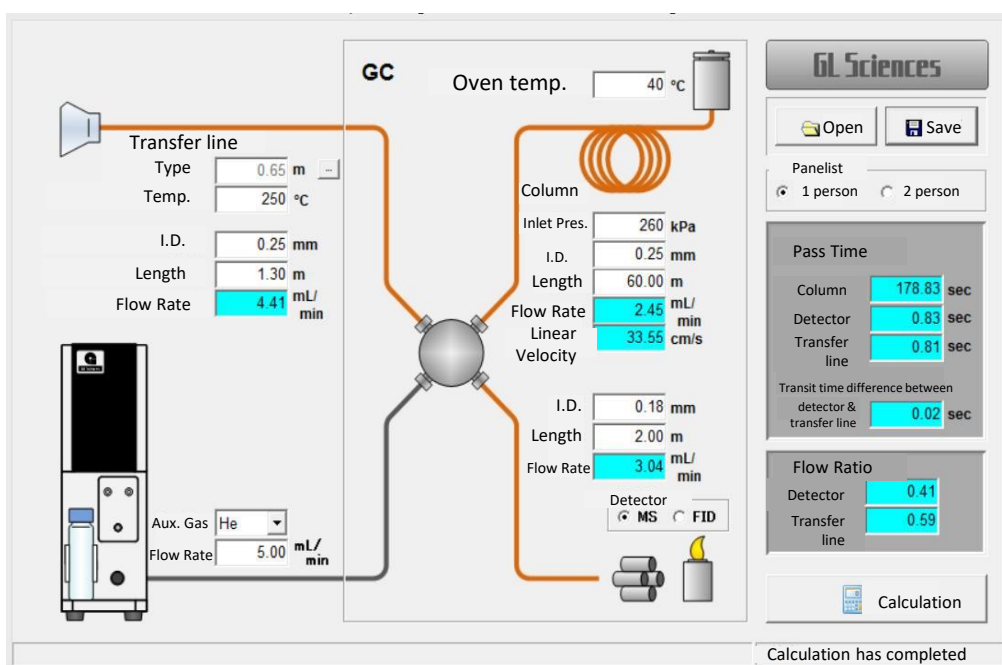 GC
Oven temp. 40 °C
Transfer line
Type 0.65 m ...
Temp. 250 °C
I.D. 0.25 mm
Length 1.30 m
Flow Rate 4.41 mL/
min
Column
Inlet Pres. 260 kPa
I.D. 0.25 mm
Length 60.00 m
Flow Rate 2.45 mL/
min
Linear
Velocity 33.55 cm/s
I.D. 0.18 mm
Length 2.00 m
Flow Rate 3.04 mL/
min
Detector
MS FID
Aux. Gas He
Flow Rate 5.00 mL/
min
GL Sciences
Open Save
Panelist
1 person 2 person
Pass Time
Column 178.83 sec
Detector 0.83 sec
Transfer
line 0.81 sec
Transit time difference between
detector &
transfer line 0.02 sec
Flow Ratio
Detector 0.41
Transfer
line 0.59
Calculation
Calculation has completed